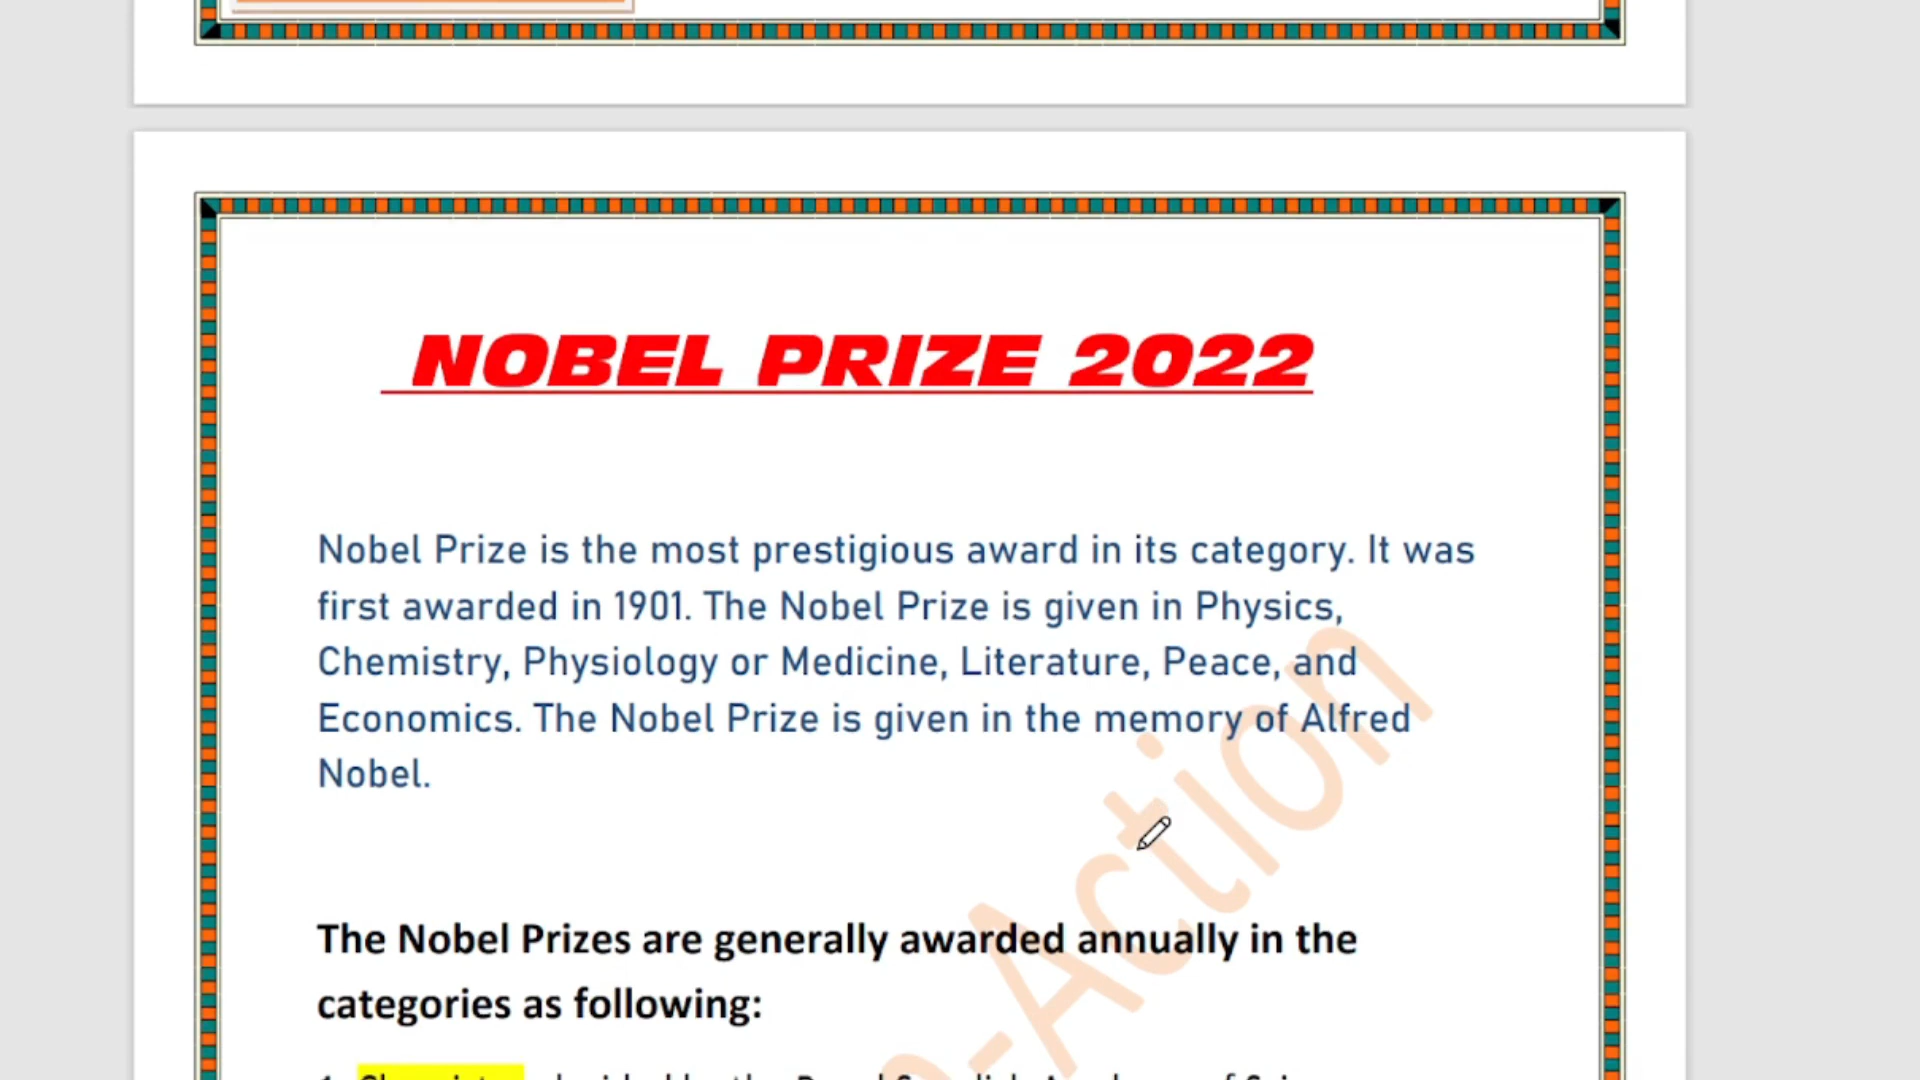 NOBEL PRIZE 2022
Nobel Prize is the most prestigious award in its category. It was
first awarded in 1901. The Nobel Prize is given in Physics,
Chemistry, Physiology or Medicine, Literature, Peace, and
Economics. The Nobel Prize is given in the memory of Alfred
Nobel.
The Nobel Prizes are generally awarded annually in the
categories as following:
-Action